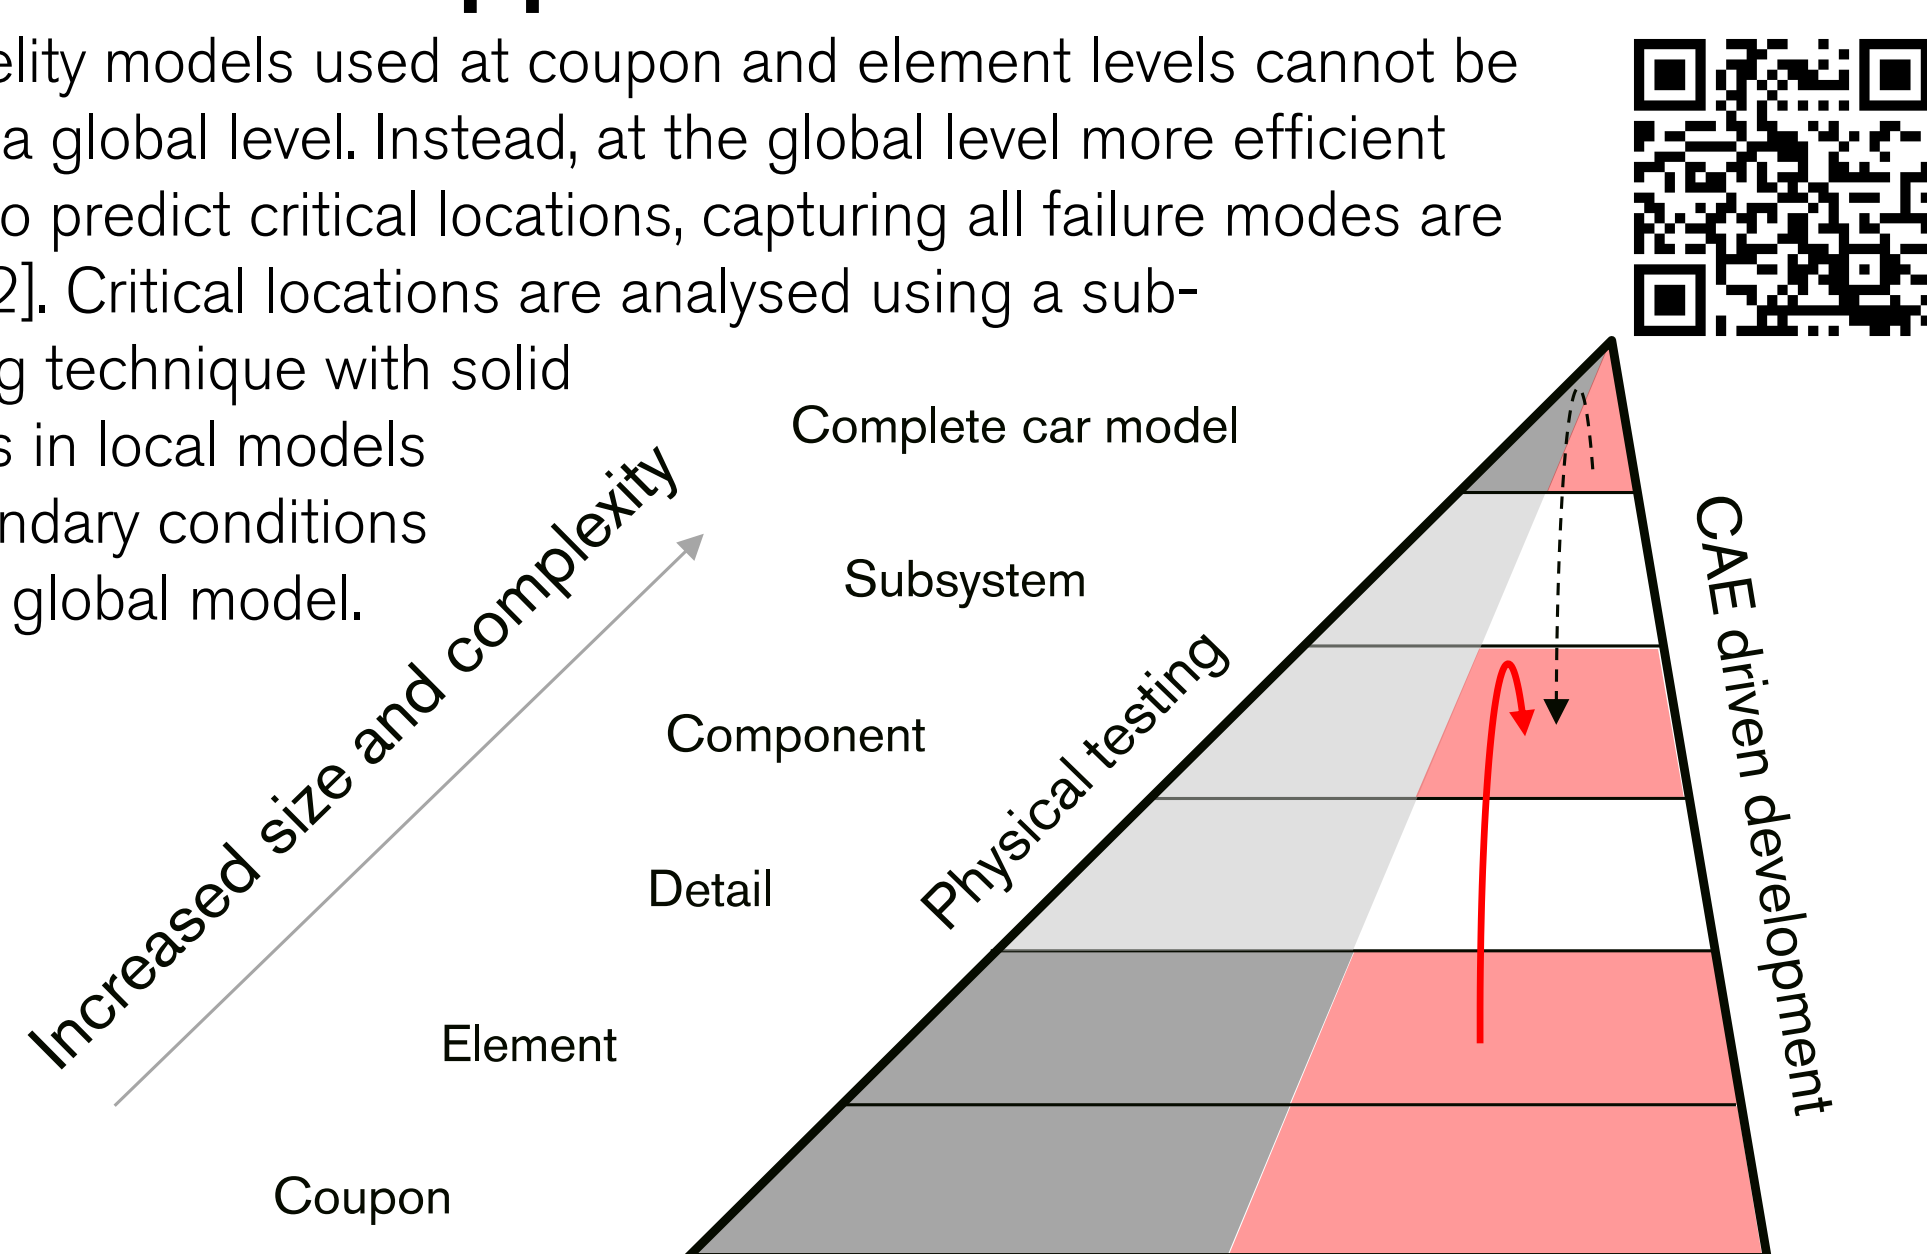 elity models used at coupon and element levels cannot be
a global level. Instead, at the global level more efficient
o predict critical locations, capturing all failure modes are
2]. Critical locations are analysed using a sub-
g technique with solid
s in local models
ndary conditions
global model.
Complete car model
Subsystem
Component
Detail
Element
Coupon
Increased size and complexity
Physical testing
CAE driven development